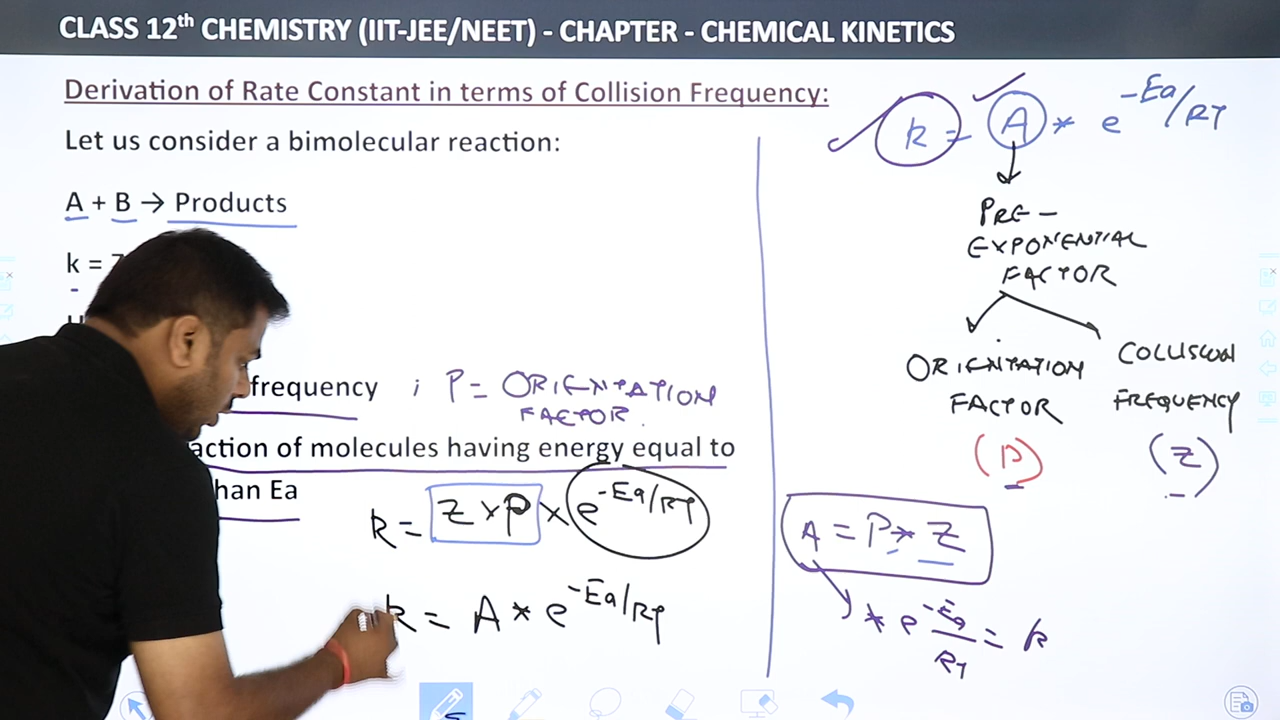 CLASS 12th CHEMISTRY (IIT-JEE/NEET) - CHAPTER - CHEMICAL KINETICS
Derivation of Rate Constant in terms of Collision Frequency:
Let us consider a bimolecular reaction:
A + B → Products
k =
frequency ; P = ORIENTATION
FACTOR.
action of molecules having energy equal to
han Ea
k = Z × P × e^-Ea/RT
k = A * e^-Ea/RT
k = A * e^-Ea/RT
PRE-
EXPONENTIAL
FACTOR
ORIENTATION
FACTOR
(P)
COLLISION
FREQUENCY
(Z)
A = P * Z
* e^-Ea/RT = k